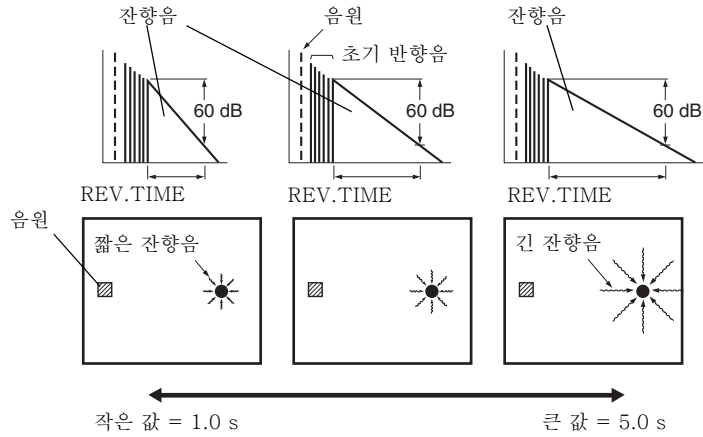 잔향음
음원
잔향음
초기 반향음
60 dB
60 dB
60 dB
REV.TIME
REV.TIME
REV.TIME
음원
짧은 잔향음
긴 잔향음
작은 값 = 1.0 s
큰 값 = 5.0 s